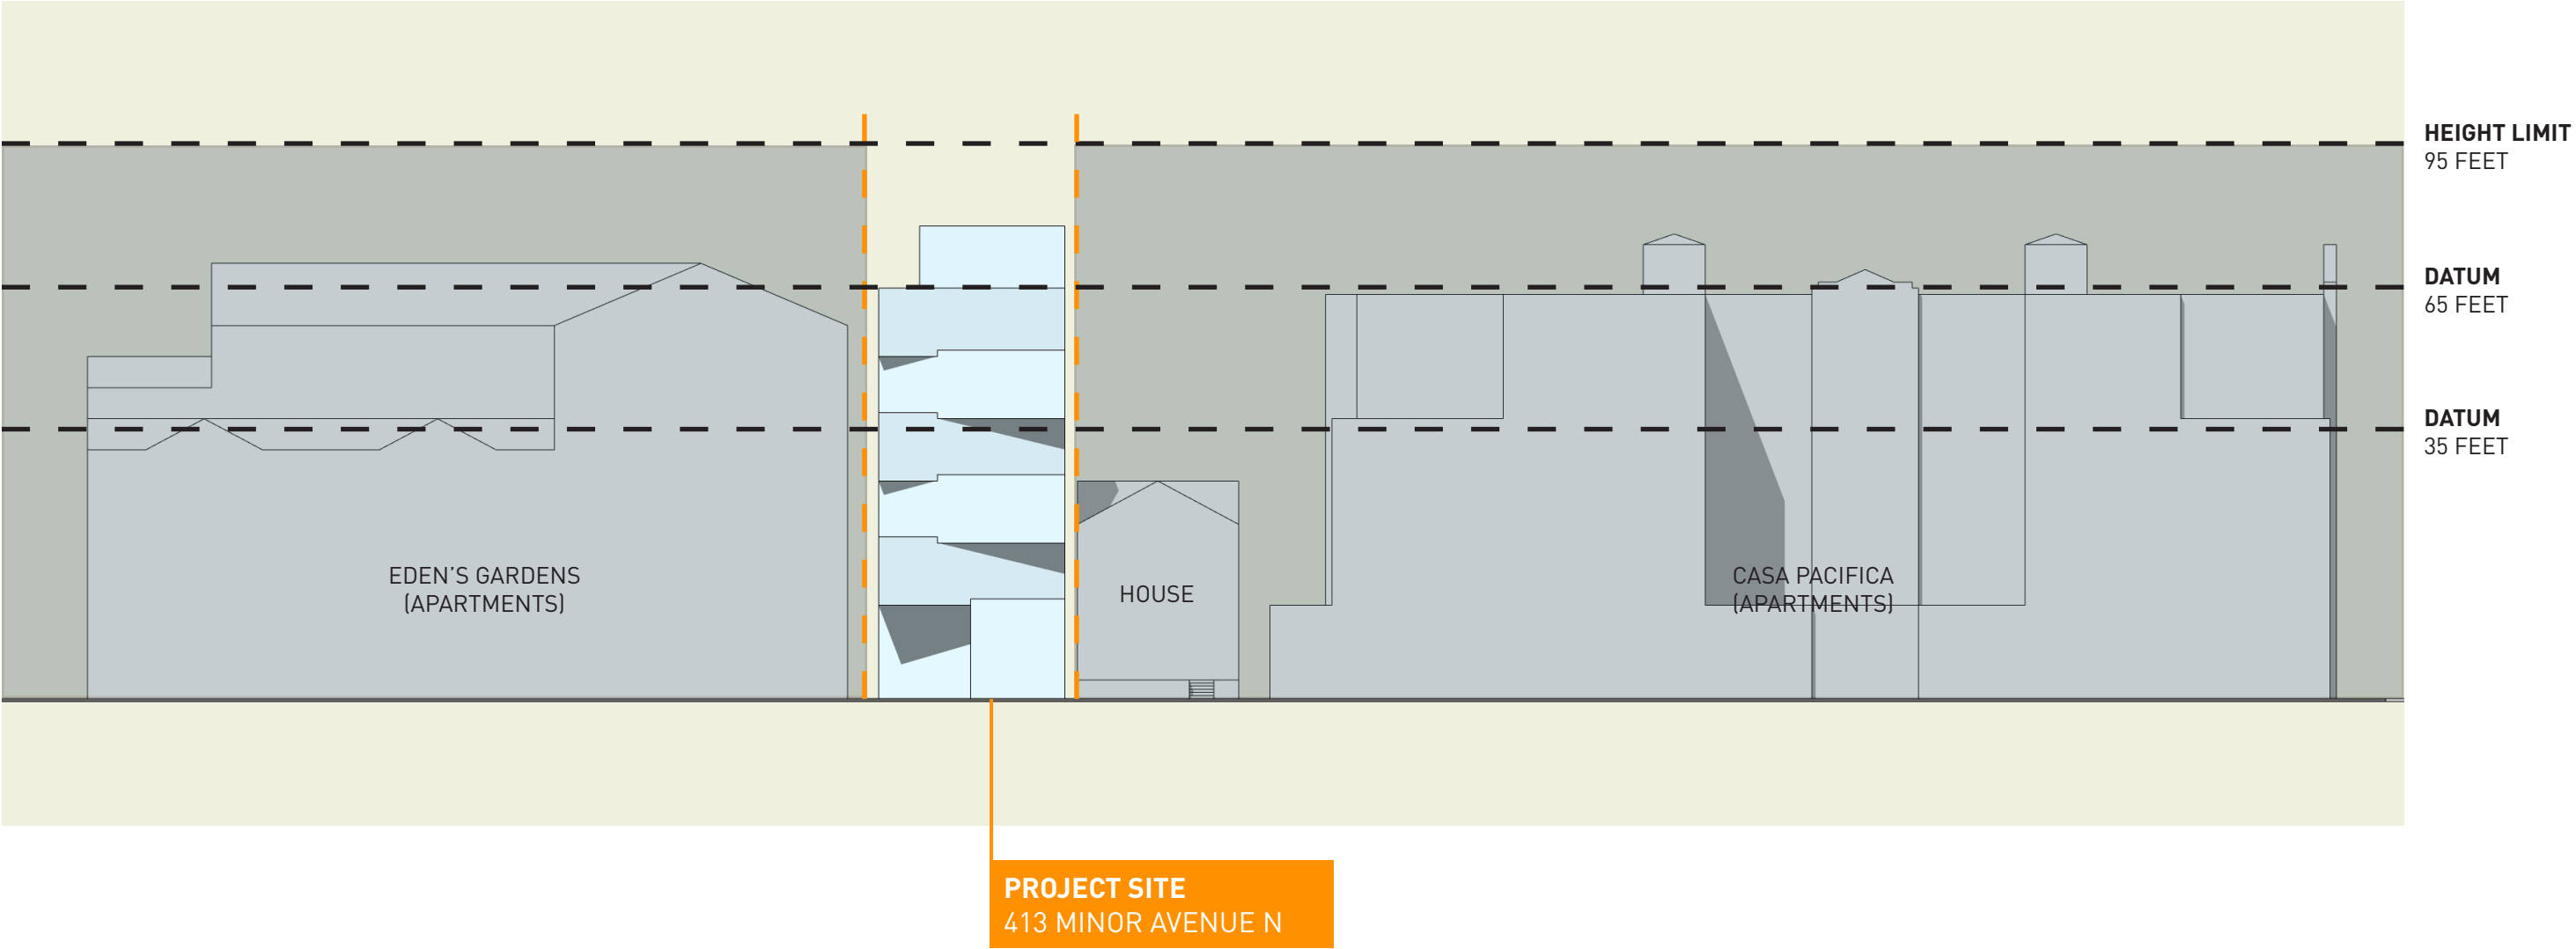 HEIGHT LIMIT
95 FEET
DATUM
65 FEET
DATUM
35 FEET
EDEN’S GARDENS
(APARTMENTS)
HOUSE
CASA PACIFICA
(APARTMENTS)
PROJECT SITE
413 MINOR AVENUE N